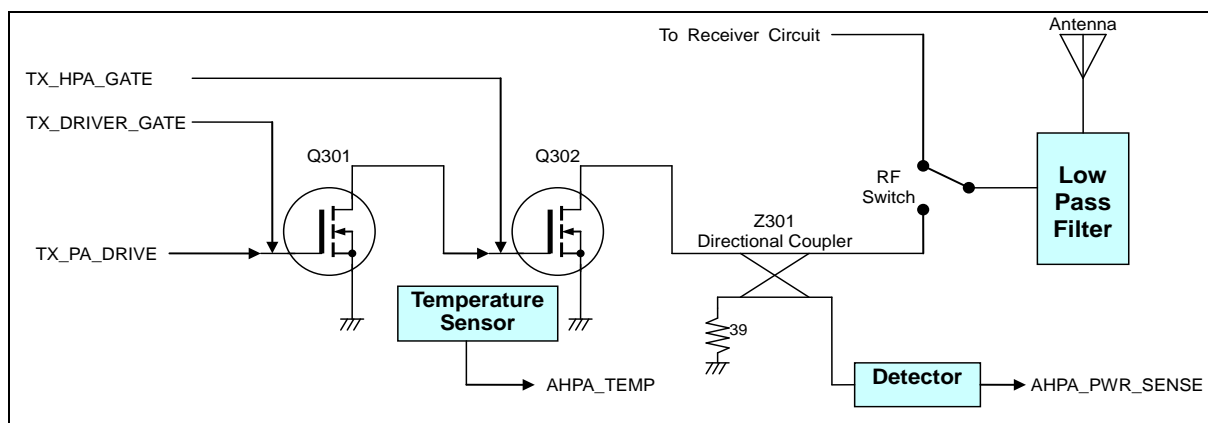 To Receiver Circuit
Antenna
TX_HPA_GATE
TX_DRIVER_GATE
Q301
Q302
RF
Switch
Low
Pass
Filter
Z301
Directional Coupler
TX_PA_DRIVE
Temperature
Sensor
39
AHPA_TEMP
Detector
AHPA_PWR_SENSE